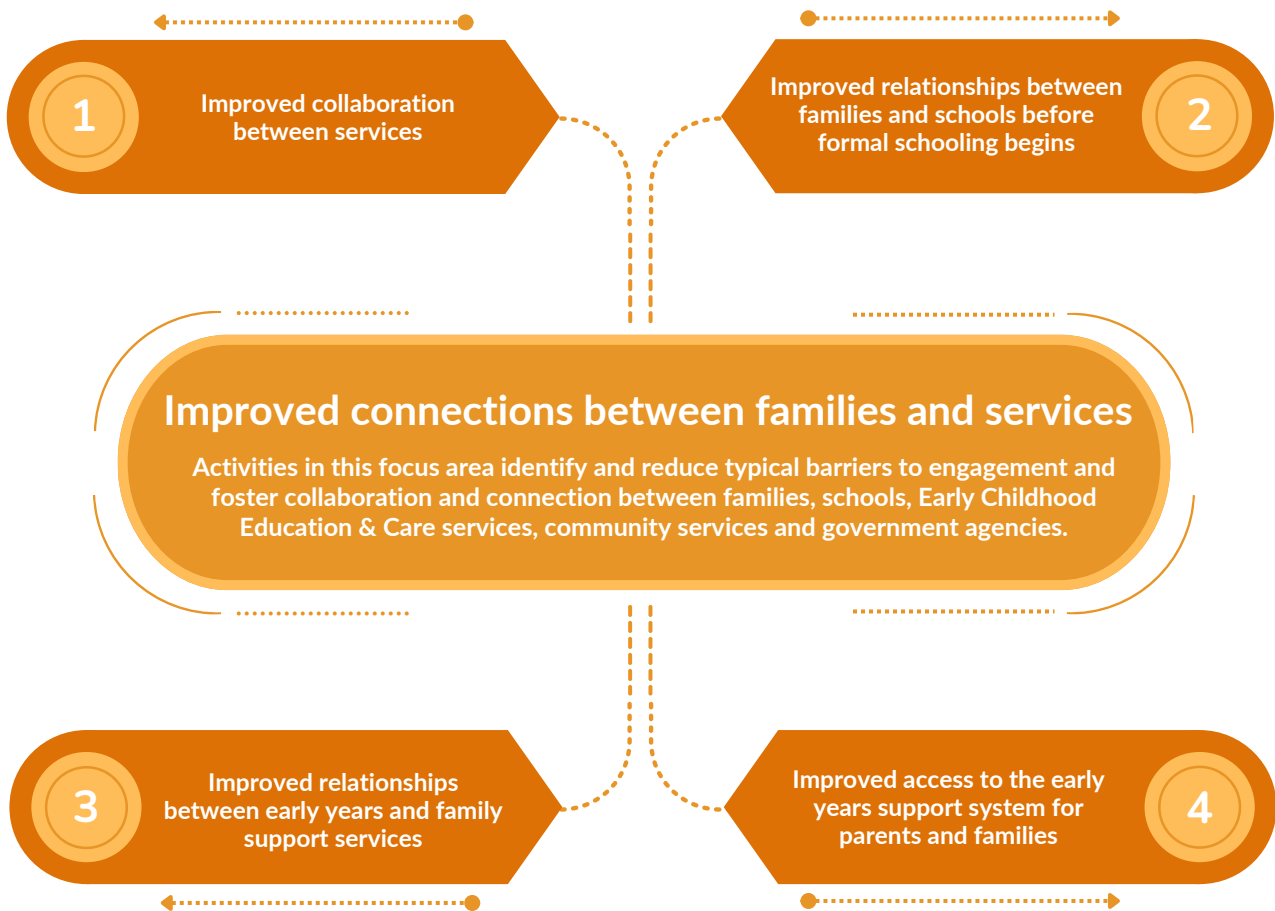 1
Improved collaboration
between services
2
Improved relationships between
families and schools before
formal schooling begins
Improved connections between families and services
Activities in this focus area identify and reduce typical barriers to engagement and
foster collaboration and connection between families, schools, Early Childhood
Education & Care services, community services and government agencies.
3
Improved relationships
between early years and family
support services
4
Improved access to the early
years support system for
parents and families